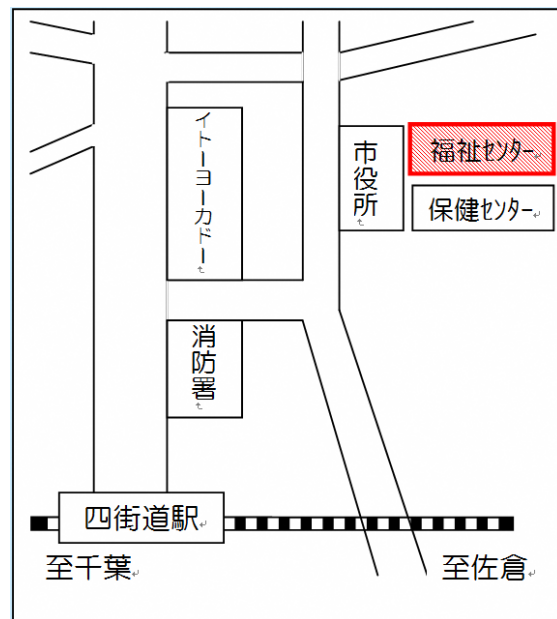 イトーヨーカドー
市役所
福祉センター
保健センター
消防署
四街道駅
至千葉
至佐倉